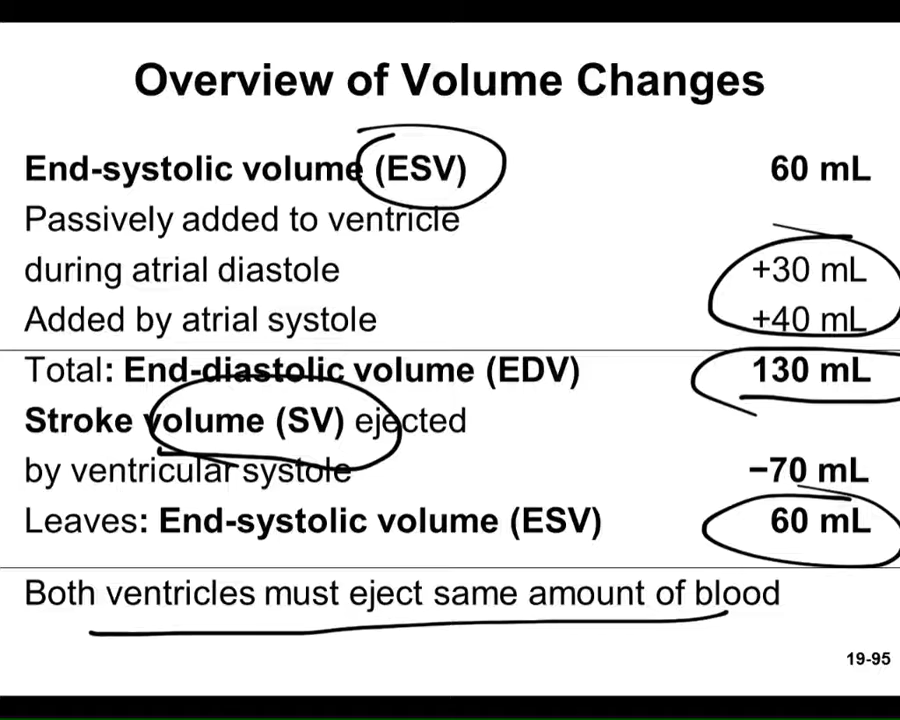 Overview of Volume Changes
End-systolic volume (ESV) 60 mL
Passively added to ventricle
during atrial diastole +30 mL
Added by atrial systole +40 mL
Total: End-diastolic volume (EDV) 130 mL
Stroke volume (SV) ejected
by ventricular systole −70 mL
Leaves: End-systolic volume (ESV) 60 mL
Both ventricles must eject same amount of blood
19-95